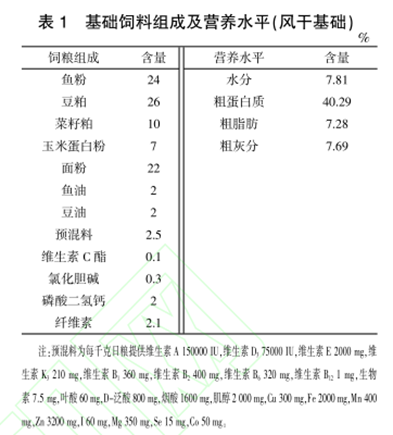 表 1 基础饲料组成及营养水平(风干基础)
%
饲粮组成 含量 营养水平 含量
鱼粉 24 水分 7.81
豆粕 26 粗蛋白质 40.29
菜籽粕 10 粗脂肪 7.28
玉米蛋白粉 7 粗灰分 7.69
面粉 22
鱼油 2
豆油 2
预混料 2.5
维生素 C 酯 0.1
氯化胆碱 0.3
磷酸二氢钙 2
纤维素 2.1
注:预混料为每千克日粮提供维生素 A 150000 IU,维生素 D₃ 75000 IU,维生素 E 2000 mg,维
生素 K₃ 210 mg,维生素 B₁ 360 mg,维生素 B₂ 400 mg,维生素 B₆ 320 mg,维生素 B₁₂ 1 mg,生物
素 7.5 mg,叶酸 60 mg,D-泛酸 800 mg,烟酸 1600 mg,肌醇 2 000 mg,Cu 300 mg,Fe 2000 mg,Mn 400
mg,Zn 3200 mg,I 60 mg,Mg 350 mg,Se 15 mg,Co 50 mg。